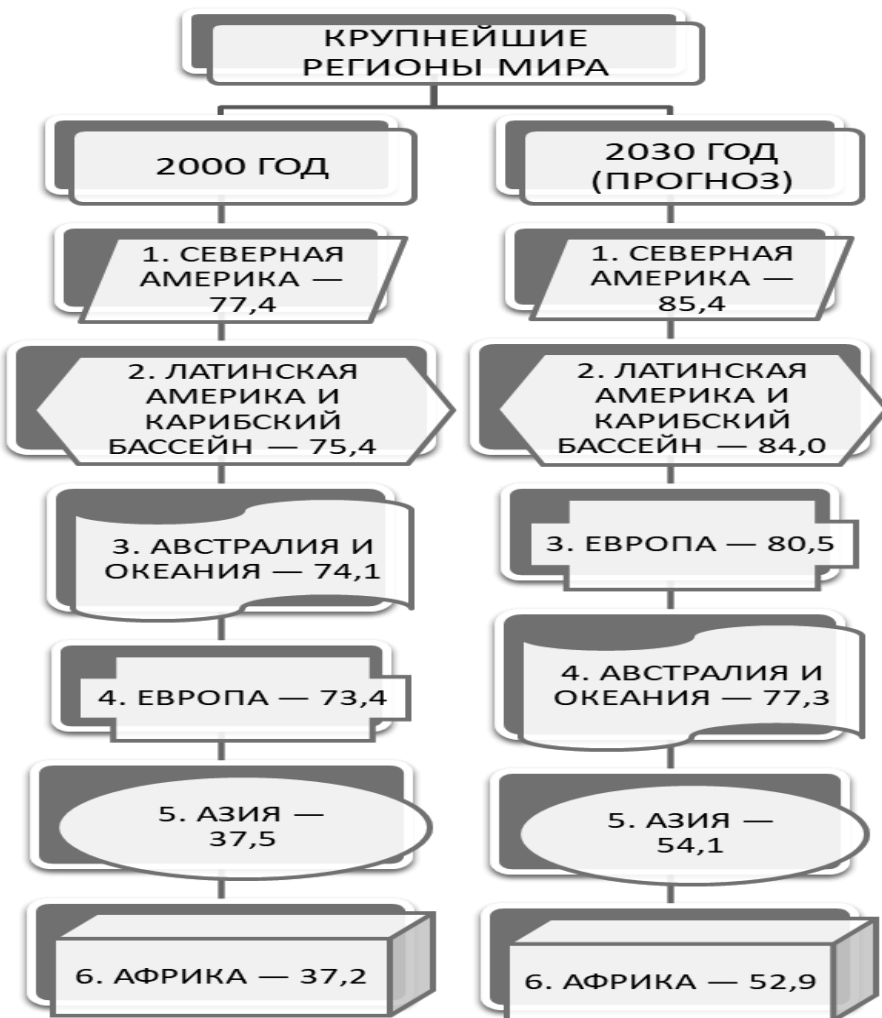 КРУПНЕЙШИЕ
РЕГИОНЫ МИРА
2000 ГОД
1. СЕВЕРНАЯ
АМЕРИКА —
77,4
2. ЛАТИНСКАЯ
АМЕРИКА И
КАРИБСКИЙ
БАССЕЙН — 75,4
3. АВСТРАЛИЯ И
ОКЕАНИЯ — 74,1
4. ЕВРОПА — 73,4
5. АЗИЯ —
37,5
6. АФРИКА — 37,2
2030 ГОД
(ПРОГНОЗ)
1. СЕВЕРНАЯ
АМЕРИКА —
85,4
2. ЛАТИНСКАЯ
АМЕРИКА И
КАРИБСКИЙ
БАССЕЙН — 84,0
3. ЕВРОПА — 80,5
4. АВСТРАЛИЯ И
ОКЕАНИЯ — 77,3
5. АЗИЯ —
54,1
6. АФРИКА — 52,9